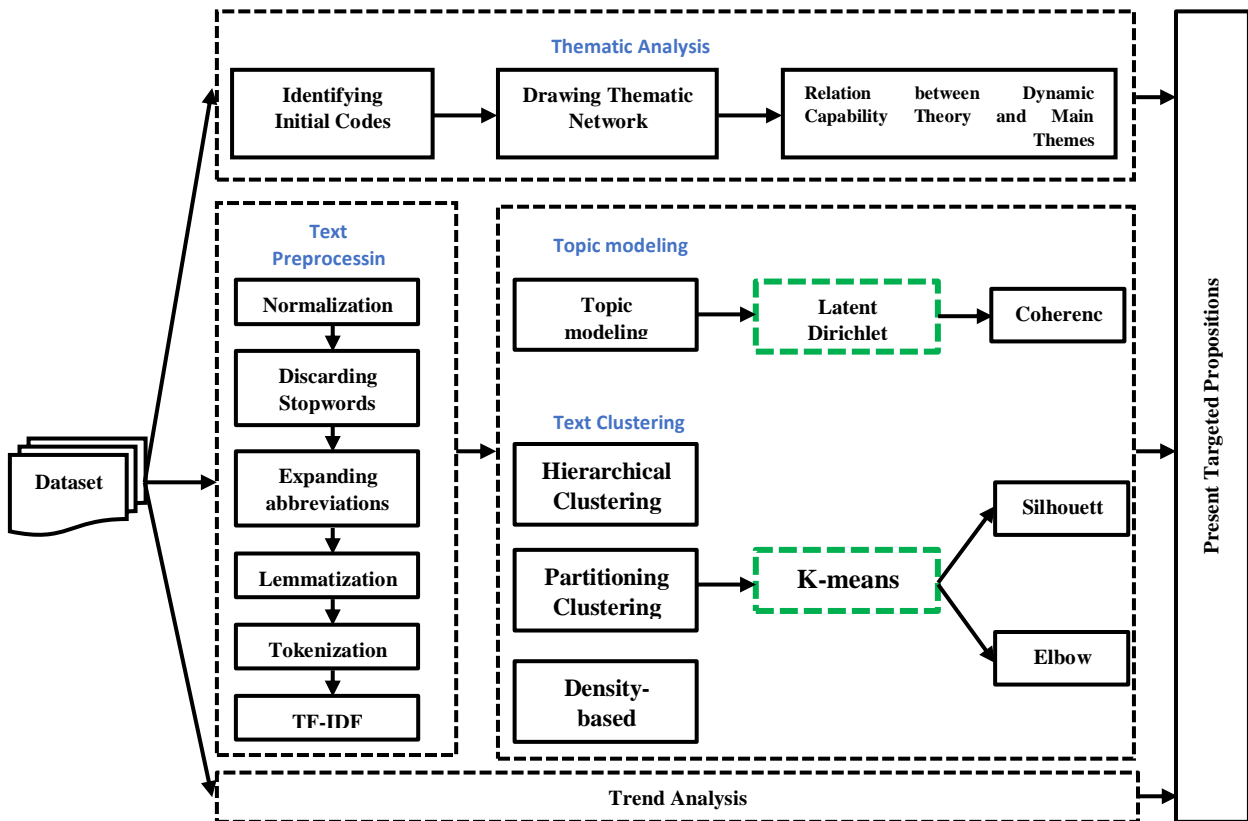 Thematic Analysis
Identifying
Initial Codes
Drawing Thematic
Network
Relation between Dynamic
Capability Theory and Main
Themes
Text
Preprocessin
Normalization
Discarding
Stopwords
Expanding
abbreviations
Lemmatization
Tokenization
TF-IDF
Topic modeling
Topic
modeling
Latent
Dirichlet
Coherenc
Text Clustering
Hierarchical
Clustering
Partitioning
Clustering
K-means
Silhouett
Elbow
Density-
based
Dataset
Trend Analysis
Present Targeted Propositions